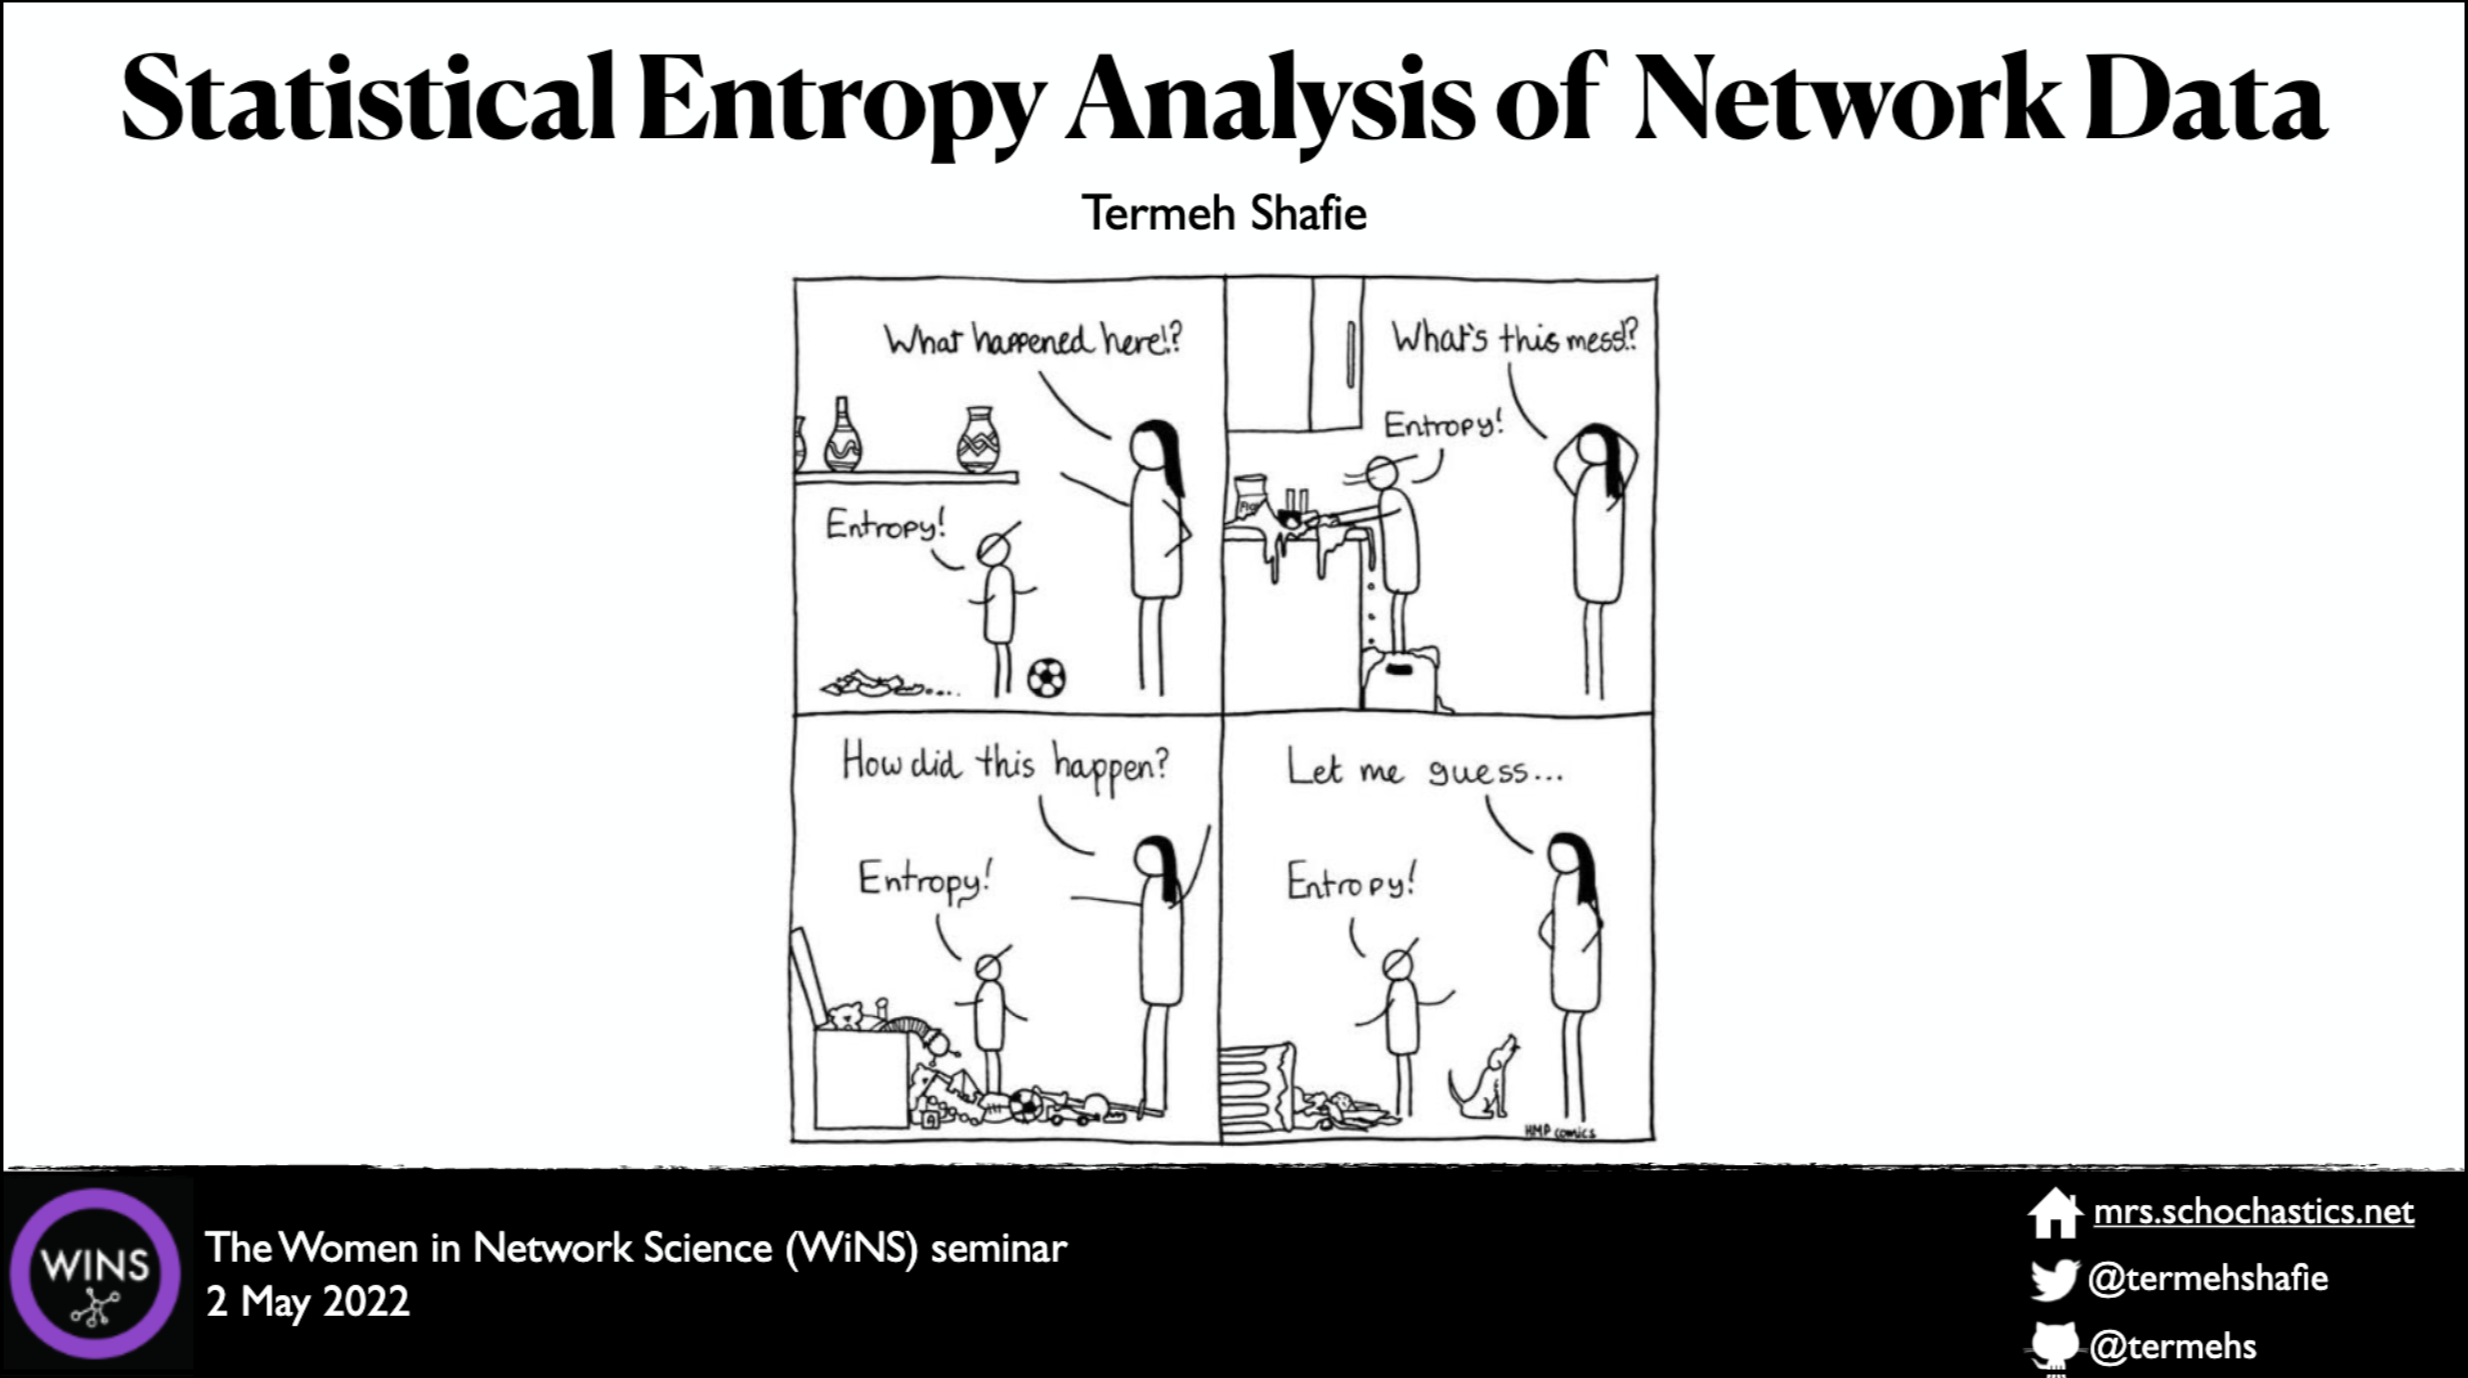 Statistical Entropy Analysis of Network Data
Termeh Shafie
What happened here!?
Entropy!
What's this mess!?
Entropy!
How did this happen?
Entropy!
Let me guess...
Entropy!
HMP comics
WINS
The Women in Network Science (WiNS) seminar
2 May 2022
mrs.schochastics.net
@termehshafie
@termehs